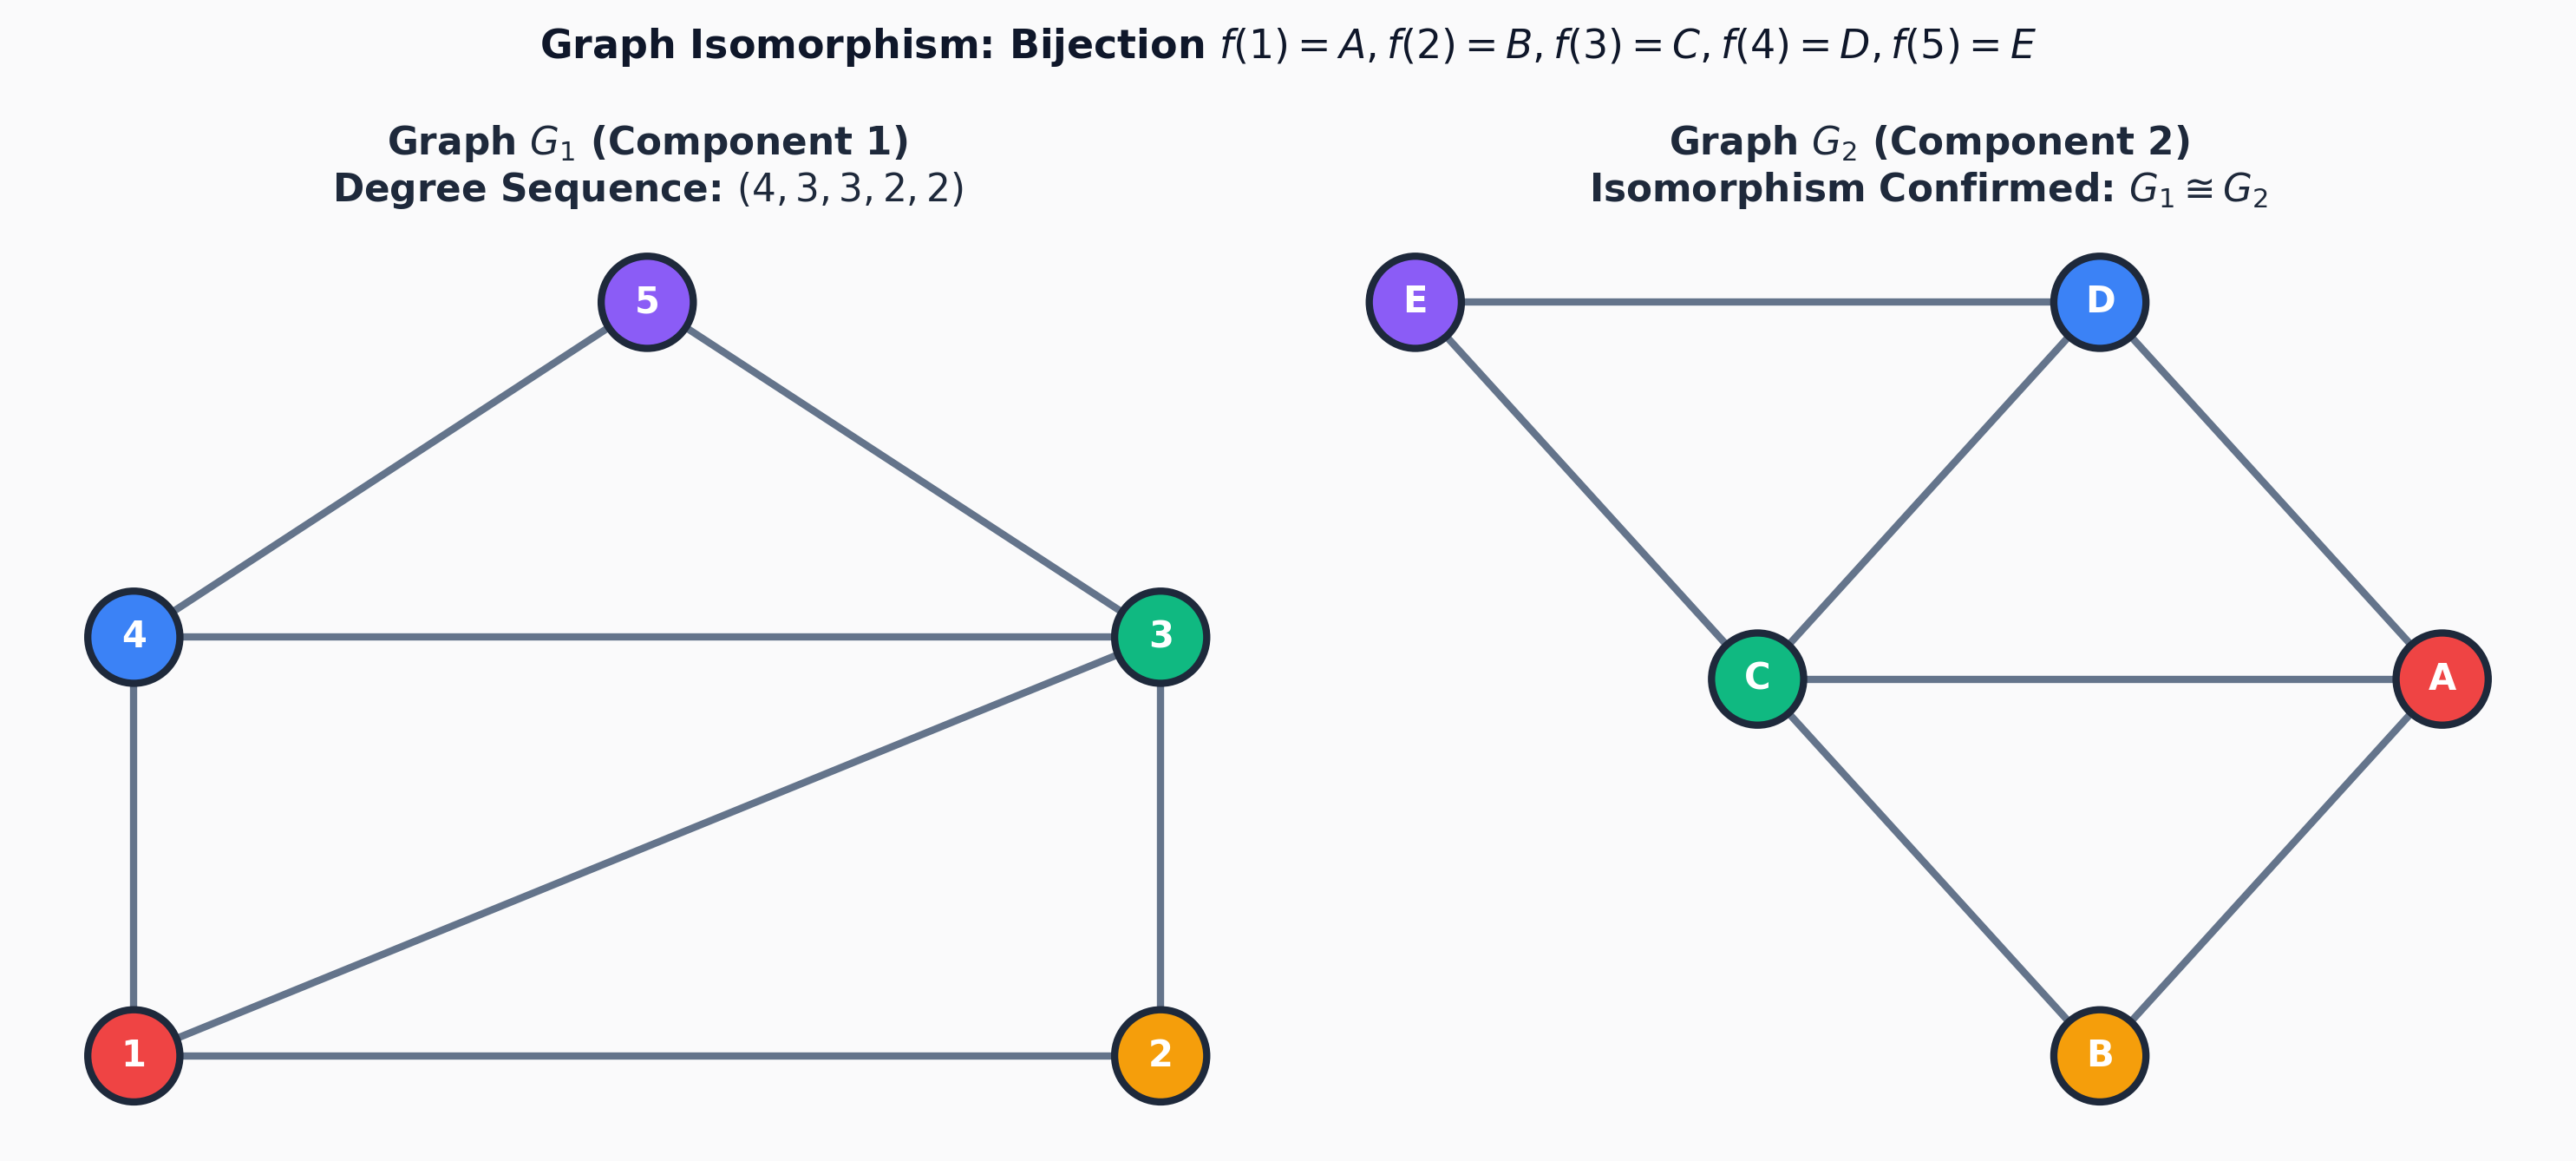 Graph Isomorphism: Bijection f(1) = A, f(2) = B, f(3) = C, f(4) = D, f(5) = E
Graph G₁ (Component 1)
Degree Sequence: (4, 3, 3, 2, 2)
5
4
3
1
2
Graph G₂ (Component 2)
Isomorphism Confirmed: G₁ ≅ G₂
E
D
C
A
B